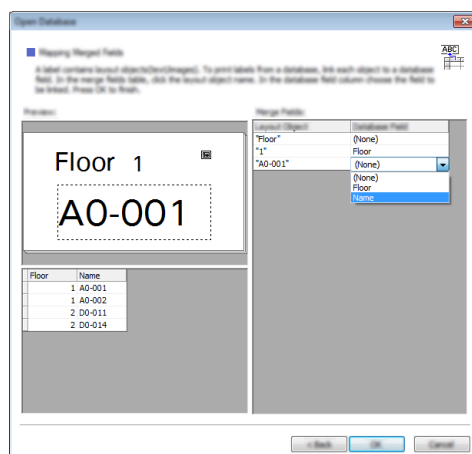 Open Database
Mapping Merged Fields
ABC
A label contains layout objects(text/images). To print labels from a database, link each object to a database
field. In the merge fields table, click the layout object name. In the database field column choose the field to
be linked. Press OK to finish.
Preview:
Merge Fields:
Layout Object Database Field
"Floor" (None)
"1" Floor
"A0-001" (None)
(None)
Floor
Name
Floor 1
A0-001
Floor Name
1 A0-001
1 A0-002
2 D0-011
2 D0-014
< Back OK Cancel